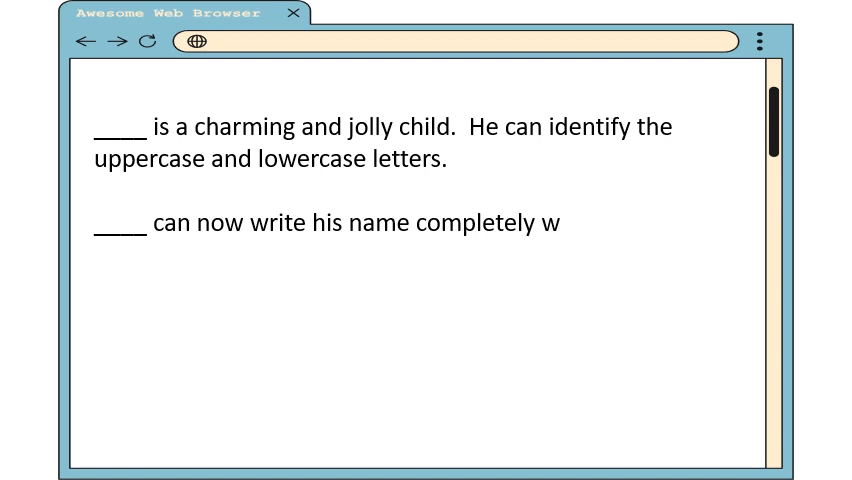 Awesome Web Browser
____ is a charming and jolly child.  He can identify the
uppercase and lowercase letters.
____ can now write his name completely w